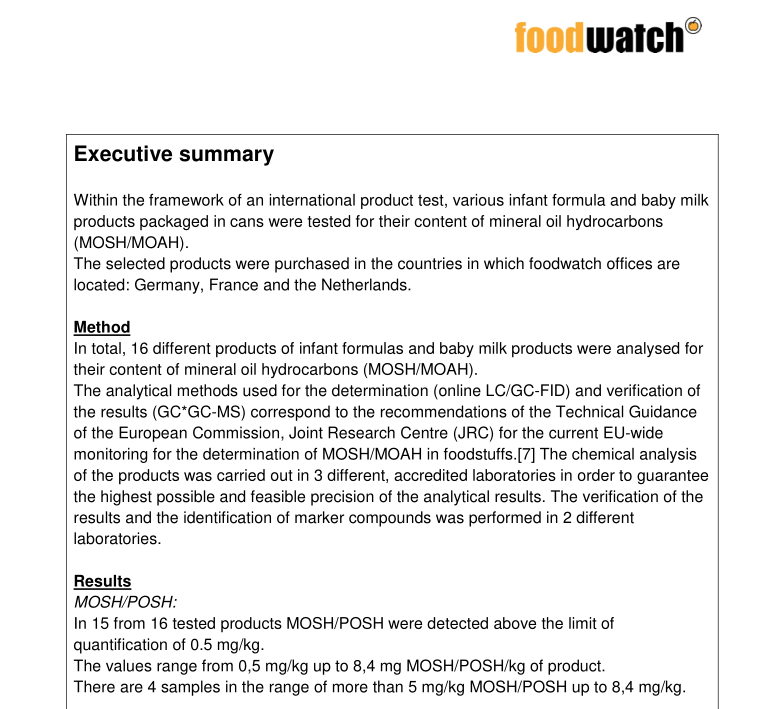 foodwatch
Executive summary
Within the framework of an international product test, various infant formula and baby milk
products packaged in cans were tested for their content of mineral oil hydrocarbons
(MOSH/MOAH).
The selected products were purchased in the countries in which foodwatch offices are
located: Germany, France and the Netherlands.
Method
In total, 16 different products of infant formulas and baby milk products were analysed for
their content of mineral oil hydrocarbons (MOSH/MOAH).
The analytical methods used for the determination (online LC/GC-FID) and verification of
the results (GC*GC-MS) correspond to the recommendations of the Technical Guidance
of the European Commission, Joint Research Centre (JRC) for the current EU-wide
monitoring for the determination of MOSH/MOAH in foodstuffs.[7] The chemical analysis
of the products was carried out in 3 different, accredited laboratories in order to guarantee
the highest possible and feasible precision of the analytical results. The verification of the
results and the identification of marker compounds was performed in 2 different
laboratories.
Results
MOSH/POSH:
In 15 from 16 tested products MOSH/POSH were detected above the limit of
quantification of 0.5 mg/kg.
The values range from 0,5 mg/kg up to 8,4 mg MOSH/POSH/kg of product.
There are 4 samples in the range of more than 5 mg/kg MOSH/POSH up to 8,4 mg/kg.